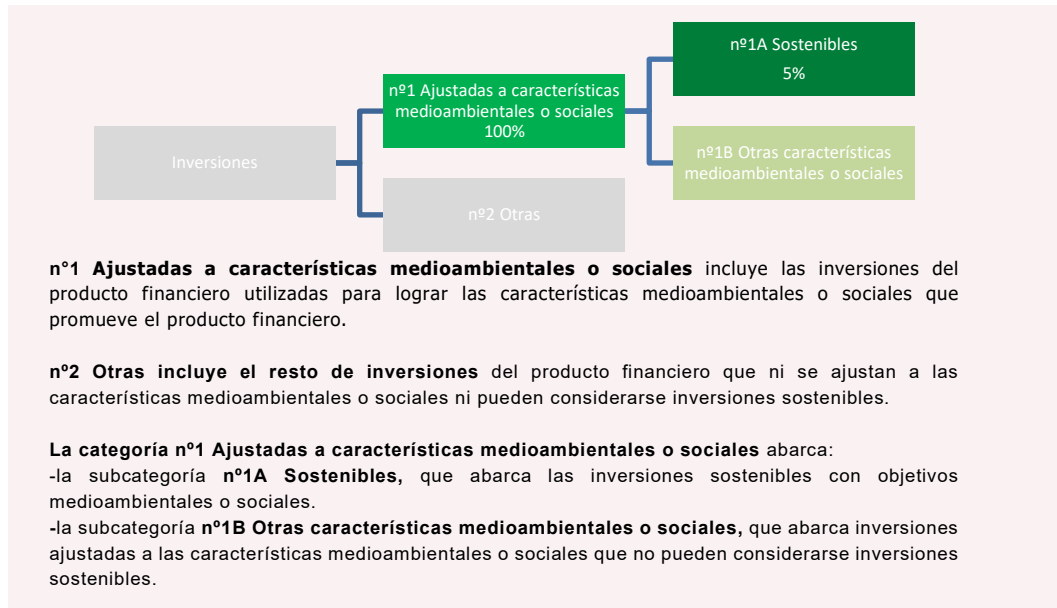 nº1A Sostenibles
5%
nº1 Ajustadas a características
medioambientales o sociales
100%
Inversiones
nº1B Otras características
medioambientales o sociales
nº2 Otras
n°1 Ajustadas a características medioambientales o sociales incluye las inversiones del
producto financiero utilizadas para lograr las características medioambientales o sociales que
promueve el producto financiero.
nº2 Otras incluye el resto de inversiones del producto financiero que ni se ajustan a las
características medioambientales o sociales ni pueden considerarse inversiones sostenibles.
La categoría nº1 Ajustadas a características medioambientales o sociales abarca:
-la subcategoría nº1A Sostenibles, que abarca las inversiones sostenibles con objetivos
medioambientales o sociales.
-la subcategoría nº1B Otras características medioambientales o sociales, que abarca inversiones
ajustadas a las características medioambientales o sociales que no pueden considerarse inversiones
sostenibles.